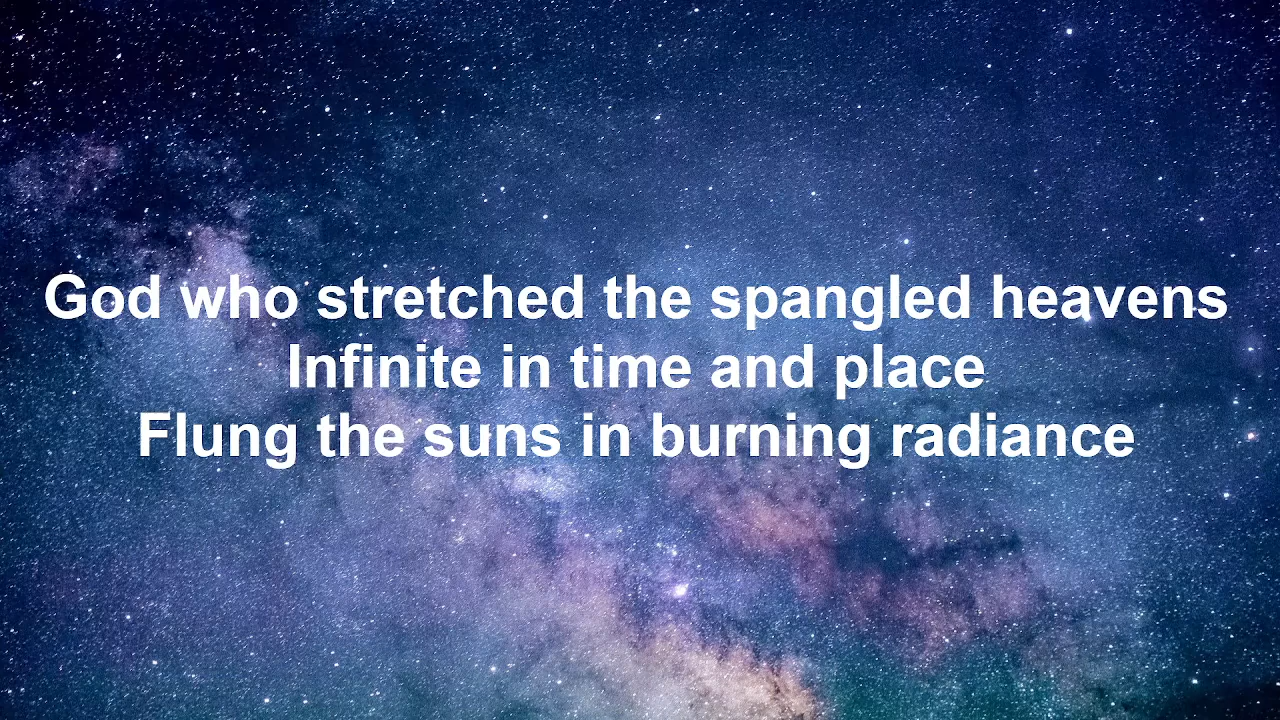 God who stretched the spangled heavens
Infinite in time and place
Flung the suns in burning radiance